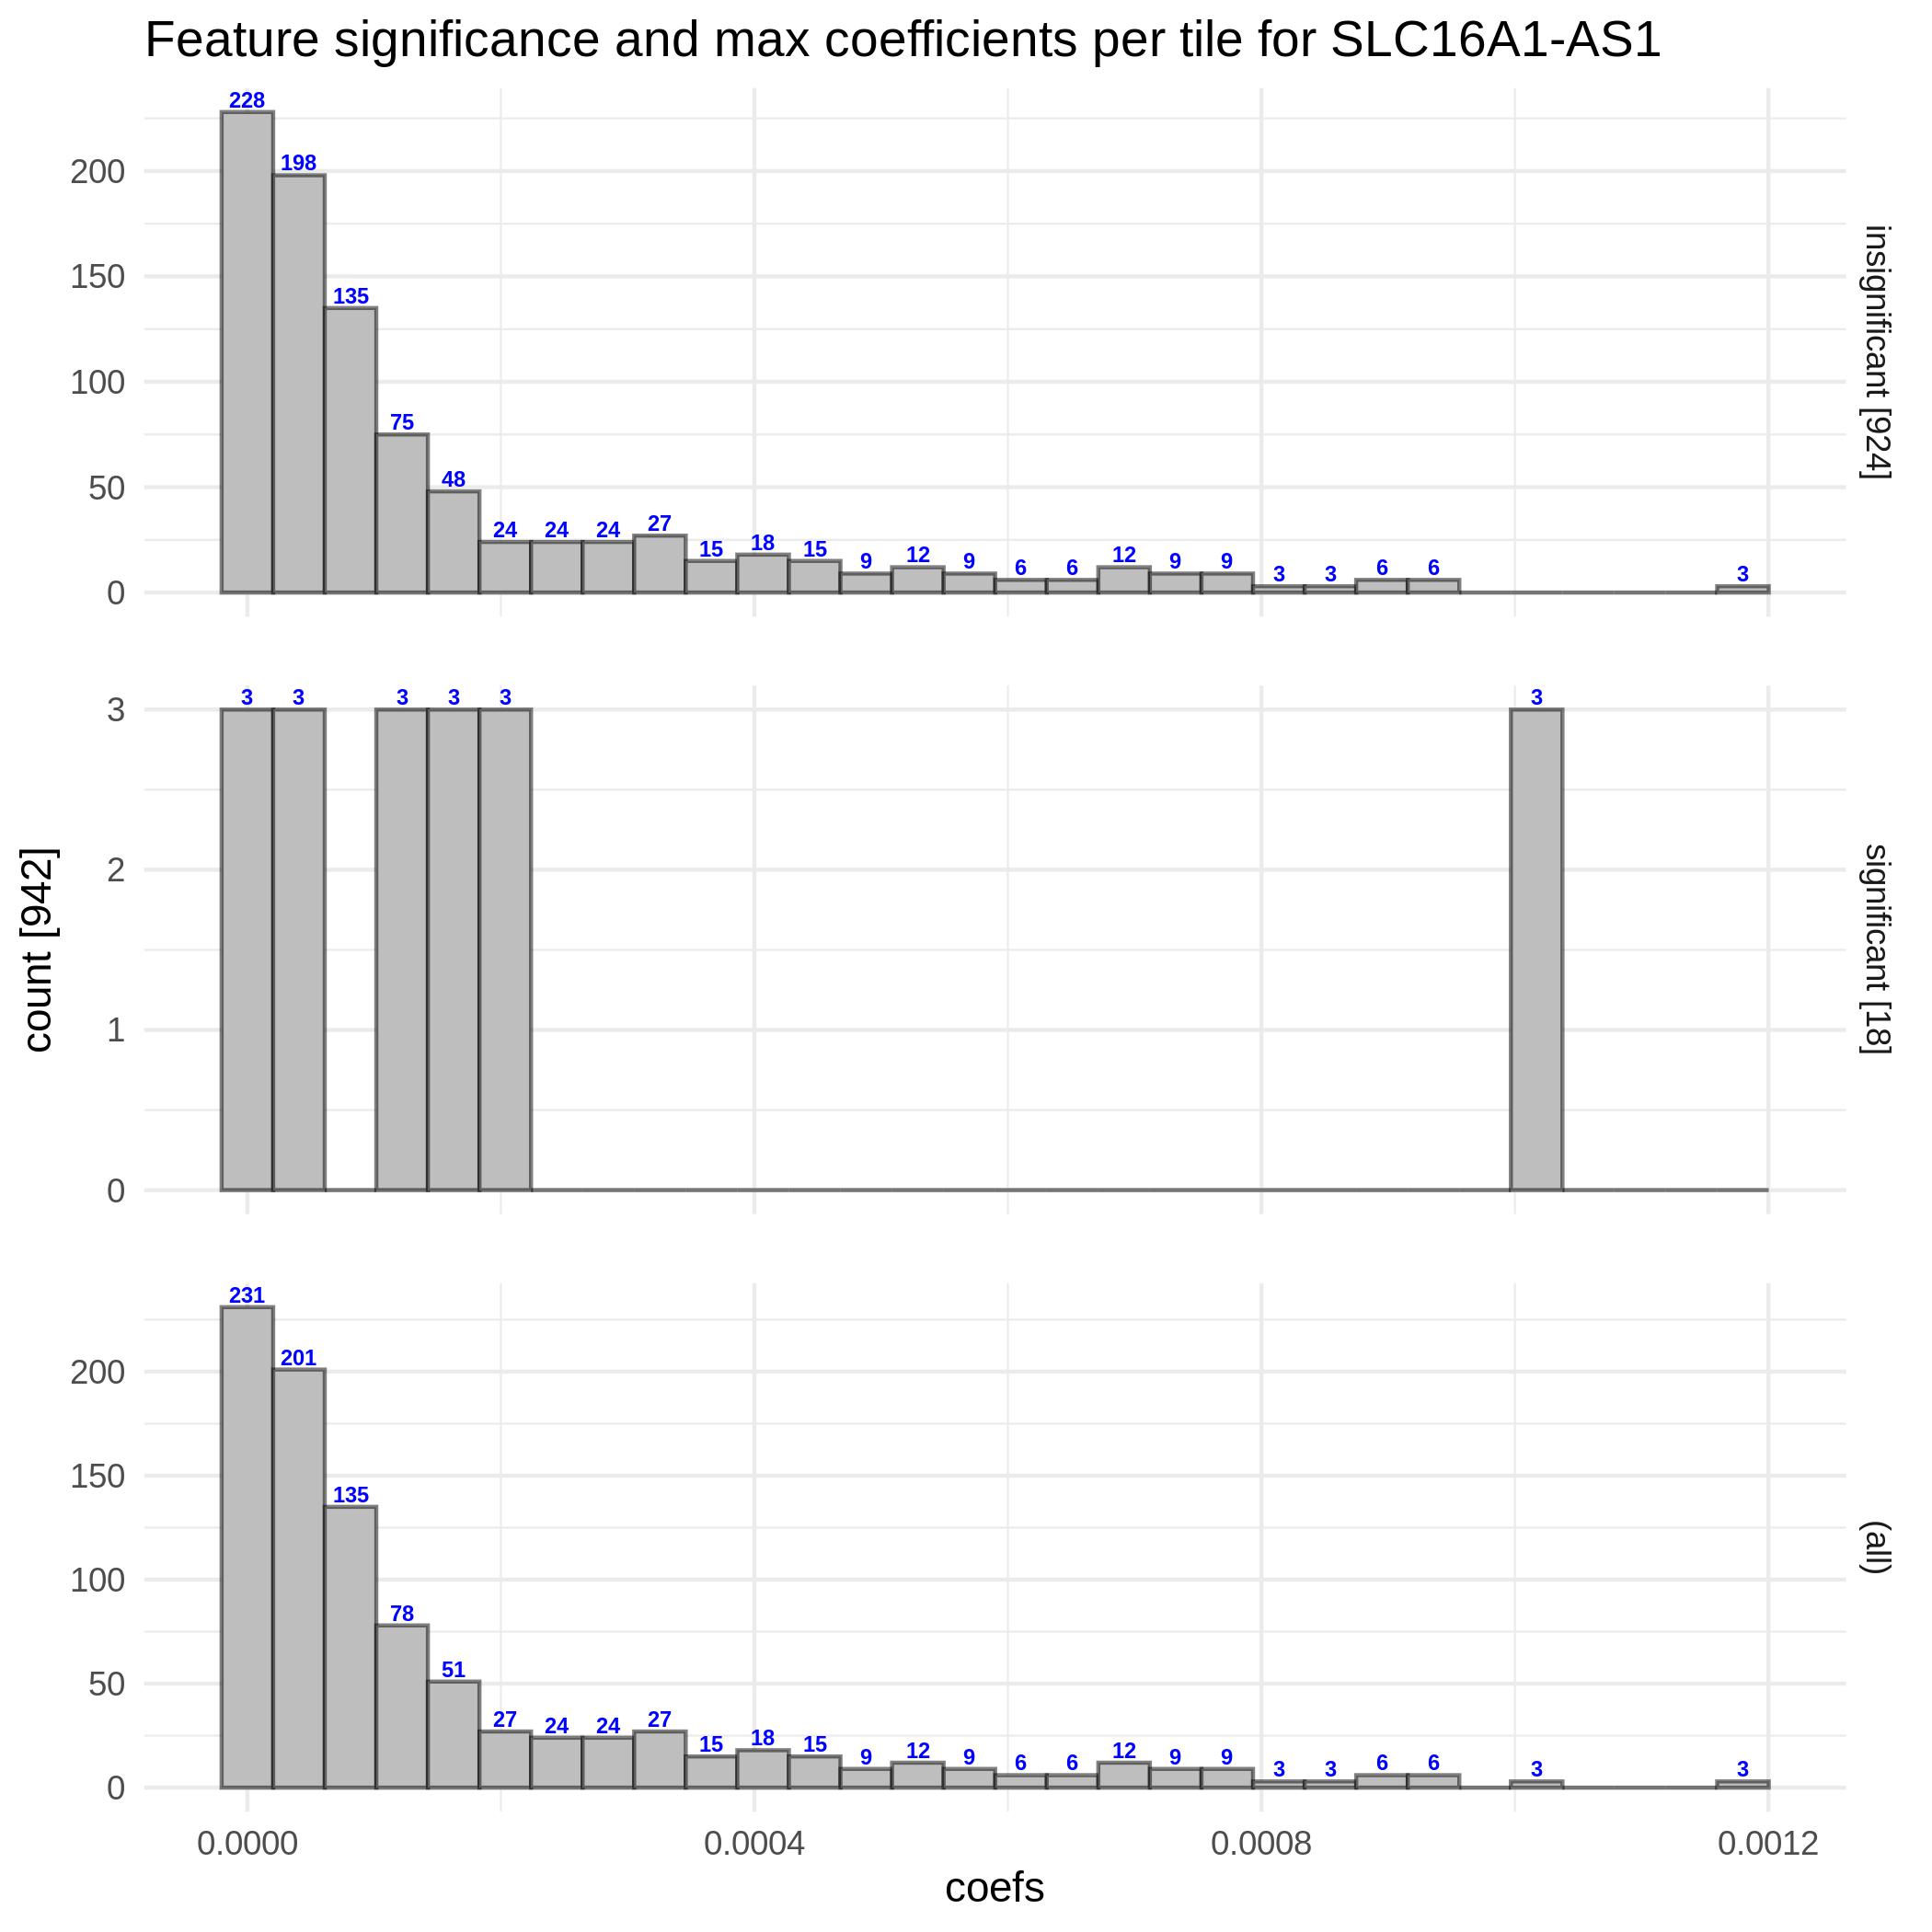 Feature significance and max coefficients per tile for SLC16A1-AS1
228
198
135
75
48
24 24 24 27 15 18 15 9 12 9 6 6 12 9 9 3 3 6 6 3
200
150
100
50
0
insignificant [924]
3 3 3 3 3 3
3
2
1
0
significant [18]
count [942]
231
201
135
78
51
27 24 24 27 15 18 15 9 12 9 6 6 12 9 9 3 3 6 6 3 3
200
150
100
50
0
(all)
0.0000 0.0004 0.0008 0.0012
coefs